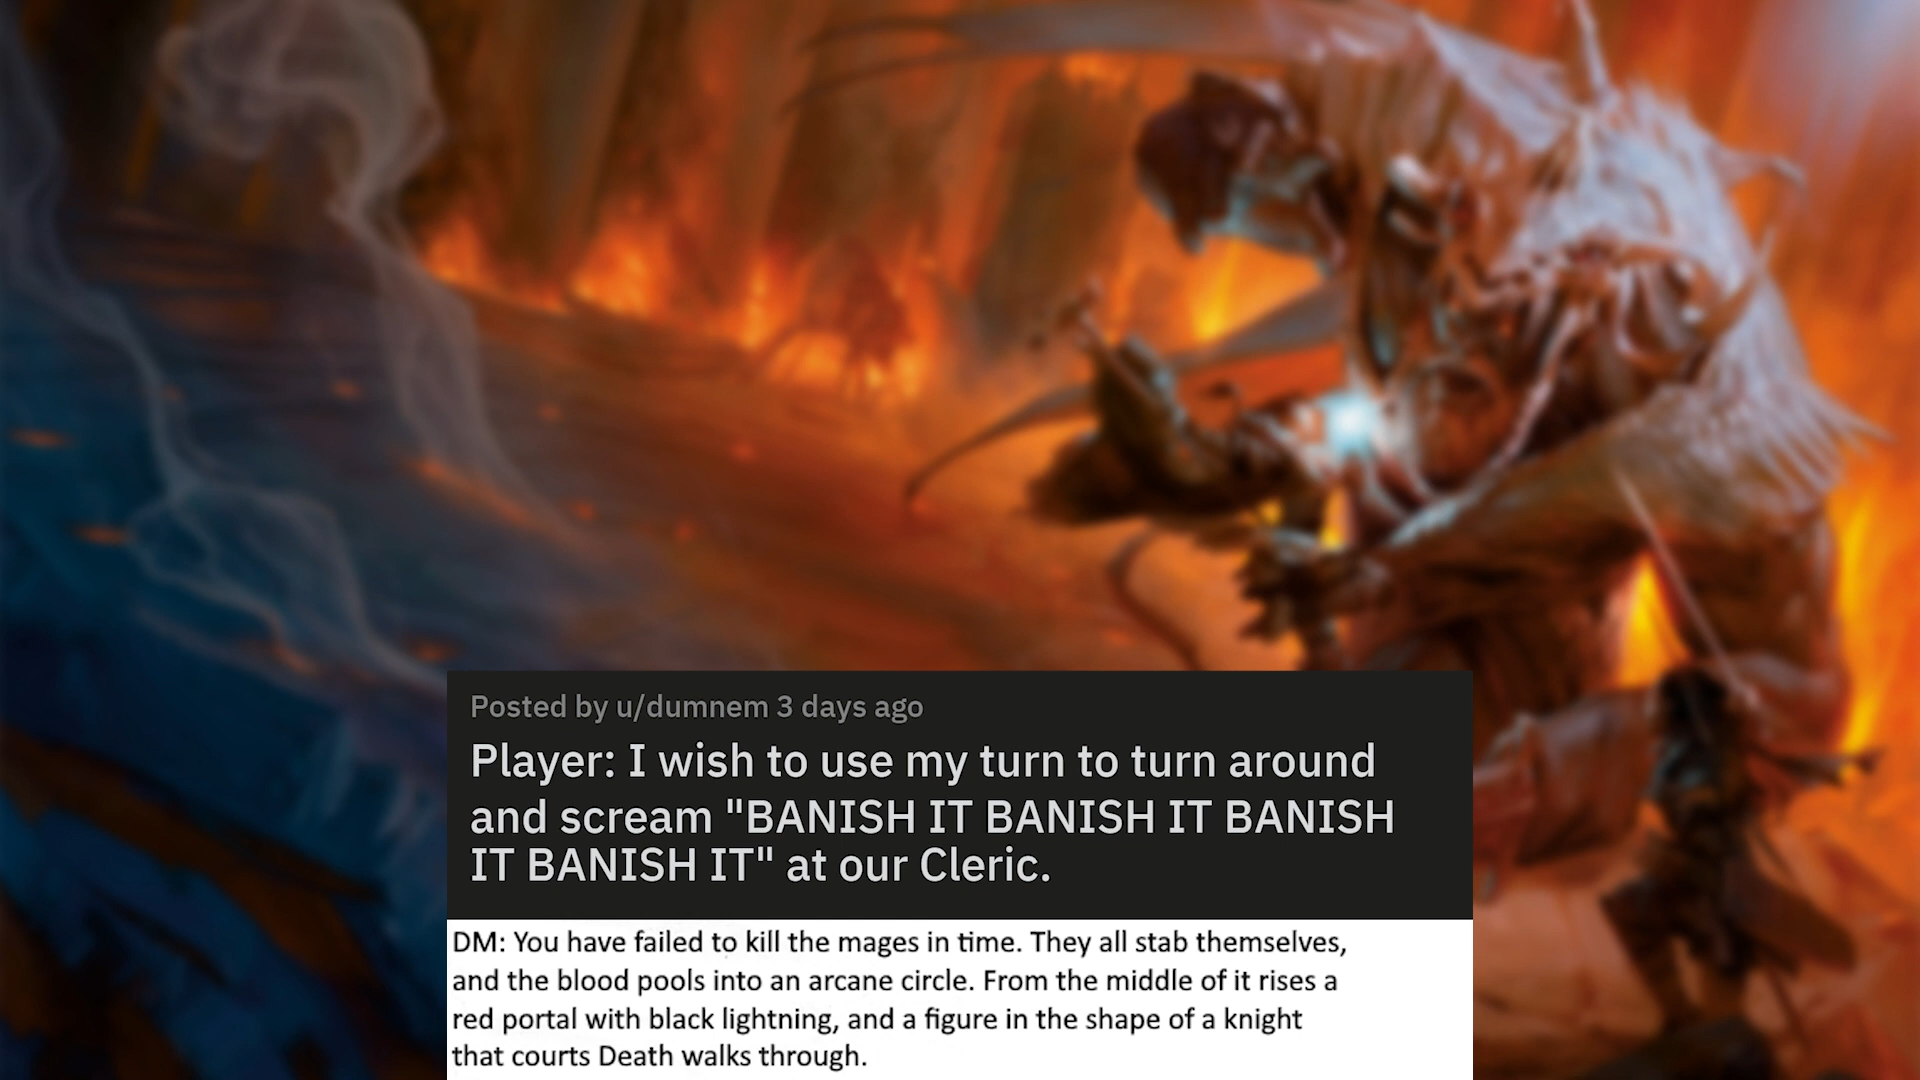 Posted by u/dumnem 3 days ago
Player: I wish to use my turn to turn around
and scream "BANISH IT BANISH IT BANISH
IT BANISH IT" at our Cleric.
DM: You have failed to kill the mages in time. They all stab themselves,
and the blood pools into an arcane circle. From the middle of it rises a
red portal with black lightning, and a figure in the shape of a knight
that courts Death walks through.